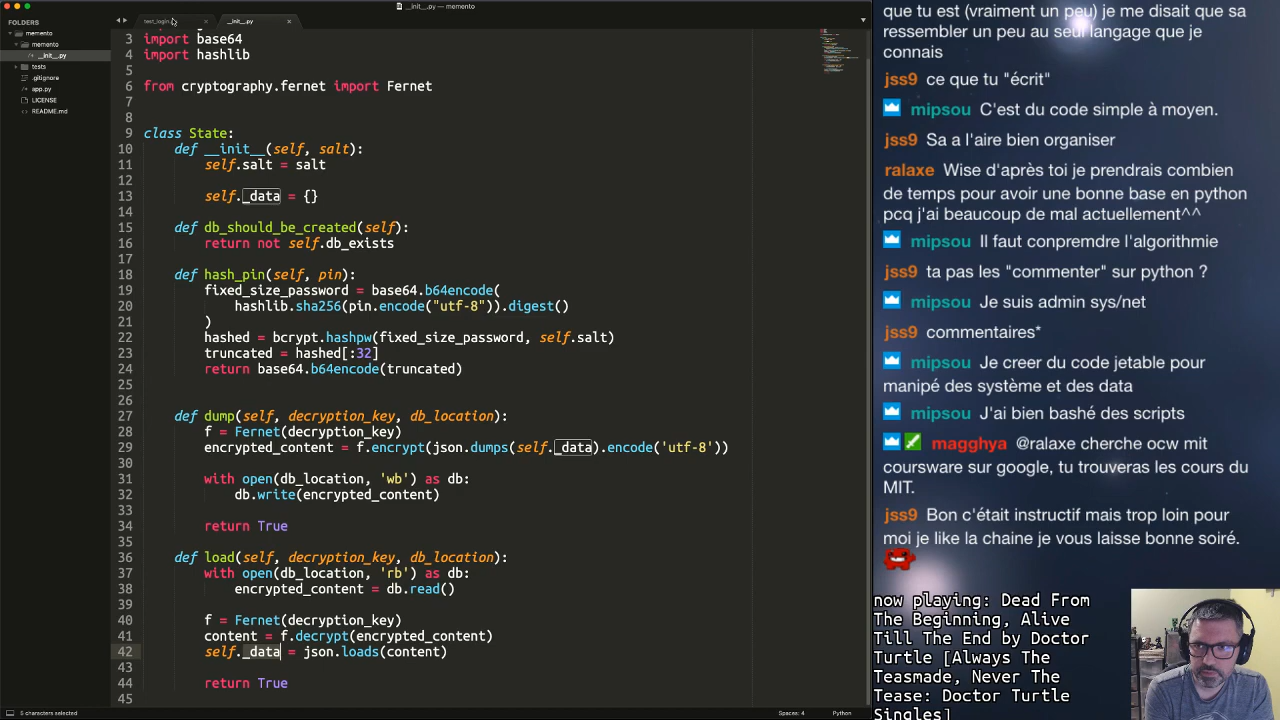 __init__.py — memento
FOLDERS
memento
memento
__init__.py
tests
.gitignore
app.py
LICENSE
README.md
test_login.
__init__.py
3 import base64
4 import hashlib
5
6 from cryptography.fernet import Fernet
7
8
9 class State:
10 def __init__(self, salt):
11 self.salt = salt
12
13 self._data = {}
14
15 def db_should_be_created(self):
16 return not self.db_exists
17
18 def hash_pin(self, pin):
19 fixed_size_password = base64.b64encode(
20 hashlib.sha256(pin.encode("utf-8")).digest()
21 )
22 hashed = bcrypt.hashpw(fixed_size_password, self.salt)
23 truncated = hashed[:32]
24 return base64.b64encode(truncated)
25
26
27 def dump(self, decryption_key, db_location):
28 f = Fernet(decryption_key)
29 encrypted_content = f.encrypt(json.dumps(self._data).encode('utf-8'))
30
31 with open(db_location, 'wb') as db:
32 db.write(encrypted_content)
33
34 return True
35
36 def load(self, decryption_key, db_location):
37 with open(db_location, 'rb') as db:
38 encrypted_content = db.read()
39
40 f = Fernet(decryption_key)
41 content = f.decrypt(encrypted_content)
42 self._data = json.loads(content)
43
44 return True
45
5 characters selected
Spaces: 4
Python
que tu est (vraiment un peu) je me disait que sa
ressembler un peu au seul langage que je
connais
jss9 ce que tu "écrit"
mipsou C'est du code simple à moyen.
jss9 Sa a l'aire bien organiser
ralaxe Wise d'après toi je prendrais combien
de temps pour avoir une bonne base en python
pcq j'ai beaucoup de mal actuellement^^
mipsou Il faut conprendre l'algorithmie
jss9 ta pas les "commenter" sur python ?
mipsou Je suis admin sys/net
jss9 commentaires*
mipsou Je creer du code jetable pour
manipé des système et des data
mipsou J'ai bien bashé des scripts
magghya @ralaxe cherche ocw mit
coursware sur google, tu trouveras les cours du
MIT.
jss9 Bon c'était instructif mais trop loin pour
moi je like la chaine je vous laisse bonne soiré.
now playing: Dead From
The Beginning, Alive
Till The End by Doctor
Turtle [Always The
Teasmade, Never The
Tease: Doctor Turtle
Singles]